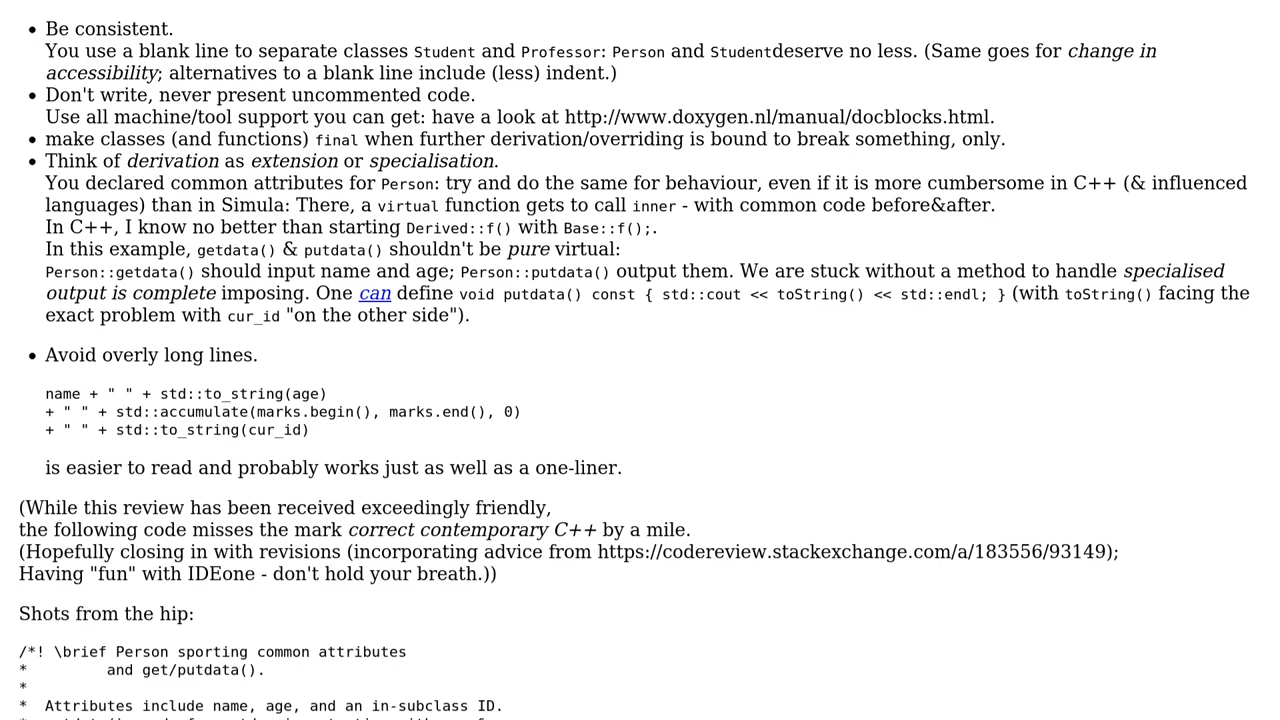 Be consistent.
You use a blank line to separate classes Student and Professor: Person and Studentdeserve no less. (Same goes for change in
accessibility; alternatives to a blank line include (less) indent.)
Don't write, never present uncommented code.
Use all machine/tool support you can get: have a look at http://www.doxygen.nl/manual/docblocks.html.
make classes (and functions) final when further derivation/overriding is bound to break something, only.
Think of derivation as extension or specialisation.
You declared common attributes for Person: try and do the same for behaviour, even if it is more cumbersome in C++ (& influenced
languages) than in Simula: There, a virtual function gets to call inner - with common code before&after.
In C++, I know no better than starting Derived::f() with Base::f();.
In this example, getdata() & putdata() shouldn't be pure virtual:
Person::getdata() should input name and age; Person::putdata() output them. We are stuck without a method to handle specialised
output is complete imposing. One can define void putdata() const { std::cout << toString() << std::endl; } (with toString() facing the
exact problem with cur_id "on the other side").
Avoid overly long lines.
name + " " + std::to_string(age)
+ " " + std::accumulate(marks.begin(), marks.end(), 0)
+ " " + std::to_string(cur_id)
is easier to read and probably works just as well as a one-liner.
(While this review has been received exceedingly friendly,
the following code misses the mark correct contemporary C++ by a mile.
(Hopefully closing in with revisions (incorporating advice from https://codereview.stackexchange.com/a/183556/93149);
Having "fun" with IDEone - don't hold your breath.))
Shots from the hip:
/*! \brief Person sporting common attributes
*         and get/putdata().
*
*  Attributes include name, age, and an in-subclass ID.